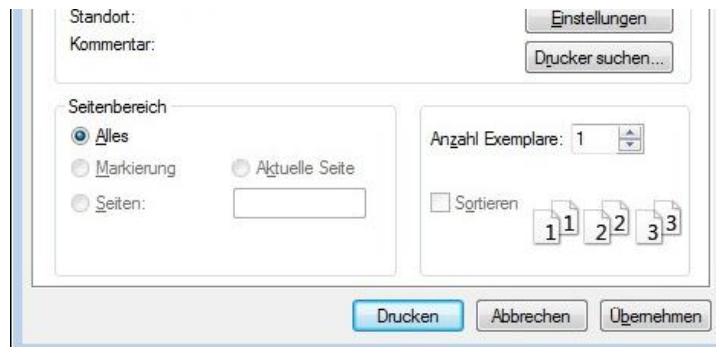 Standort:
Einstellungen
Kommentar:
Drucker suchen...
Seitenbereich
Alles
Markierung
Aktuelle Seite
Seiten:
Anzahl Exemplare: 1
Sortieren
1 1 2 2 3 3
Drucken
Abbrechen
Übernehmen